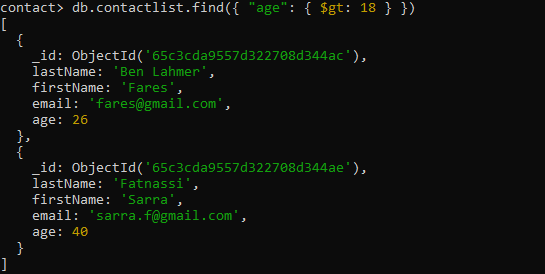 contact> db.contactlist.find({ "age": { $gt: 18 } })
[
  {
    _id: ObjectId('65c3cda9557d322708d344ac'),
    lastName: 'Ben Lahmer',
    firstName: 'Fares',
    email: 'fares@gmail.com',
    age: 26
  },
  {
    _id: ObjectId('65c3cda9557d322708d344ae'),
    lastName: 'Fatnassi',
    firstName: 'Sarra',
    email: 'sarra.f@gmail.com',
    age: 40
  }
]